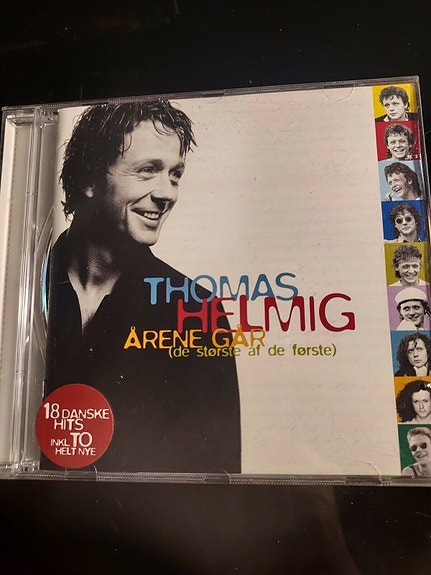 THOMAS
HELMIG
ÅRENE GÅR
(de største af de første)
18 DANSKE
HITS
INKL. TO
HELT NYE